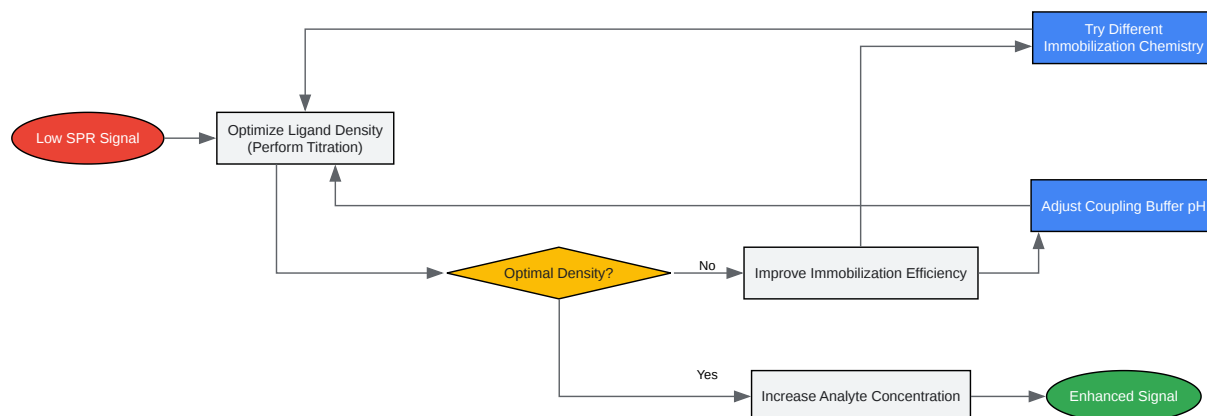 Try Different
Immobilization Chemistry
Low SPR Signal
Optimize Ligand Density
(Perform Titration)
Adjust Coupling Buffer pH
Optimal Density?
No
Improve Immobilization Efficiency
Yes
Increase Analyte Concentration
Enhanced Signal